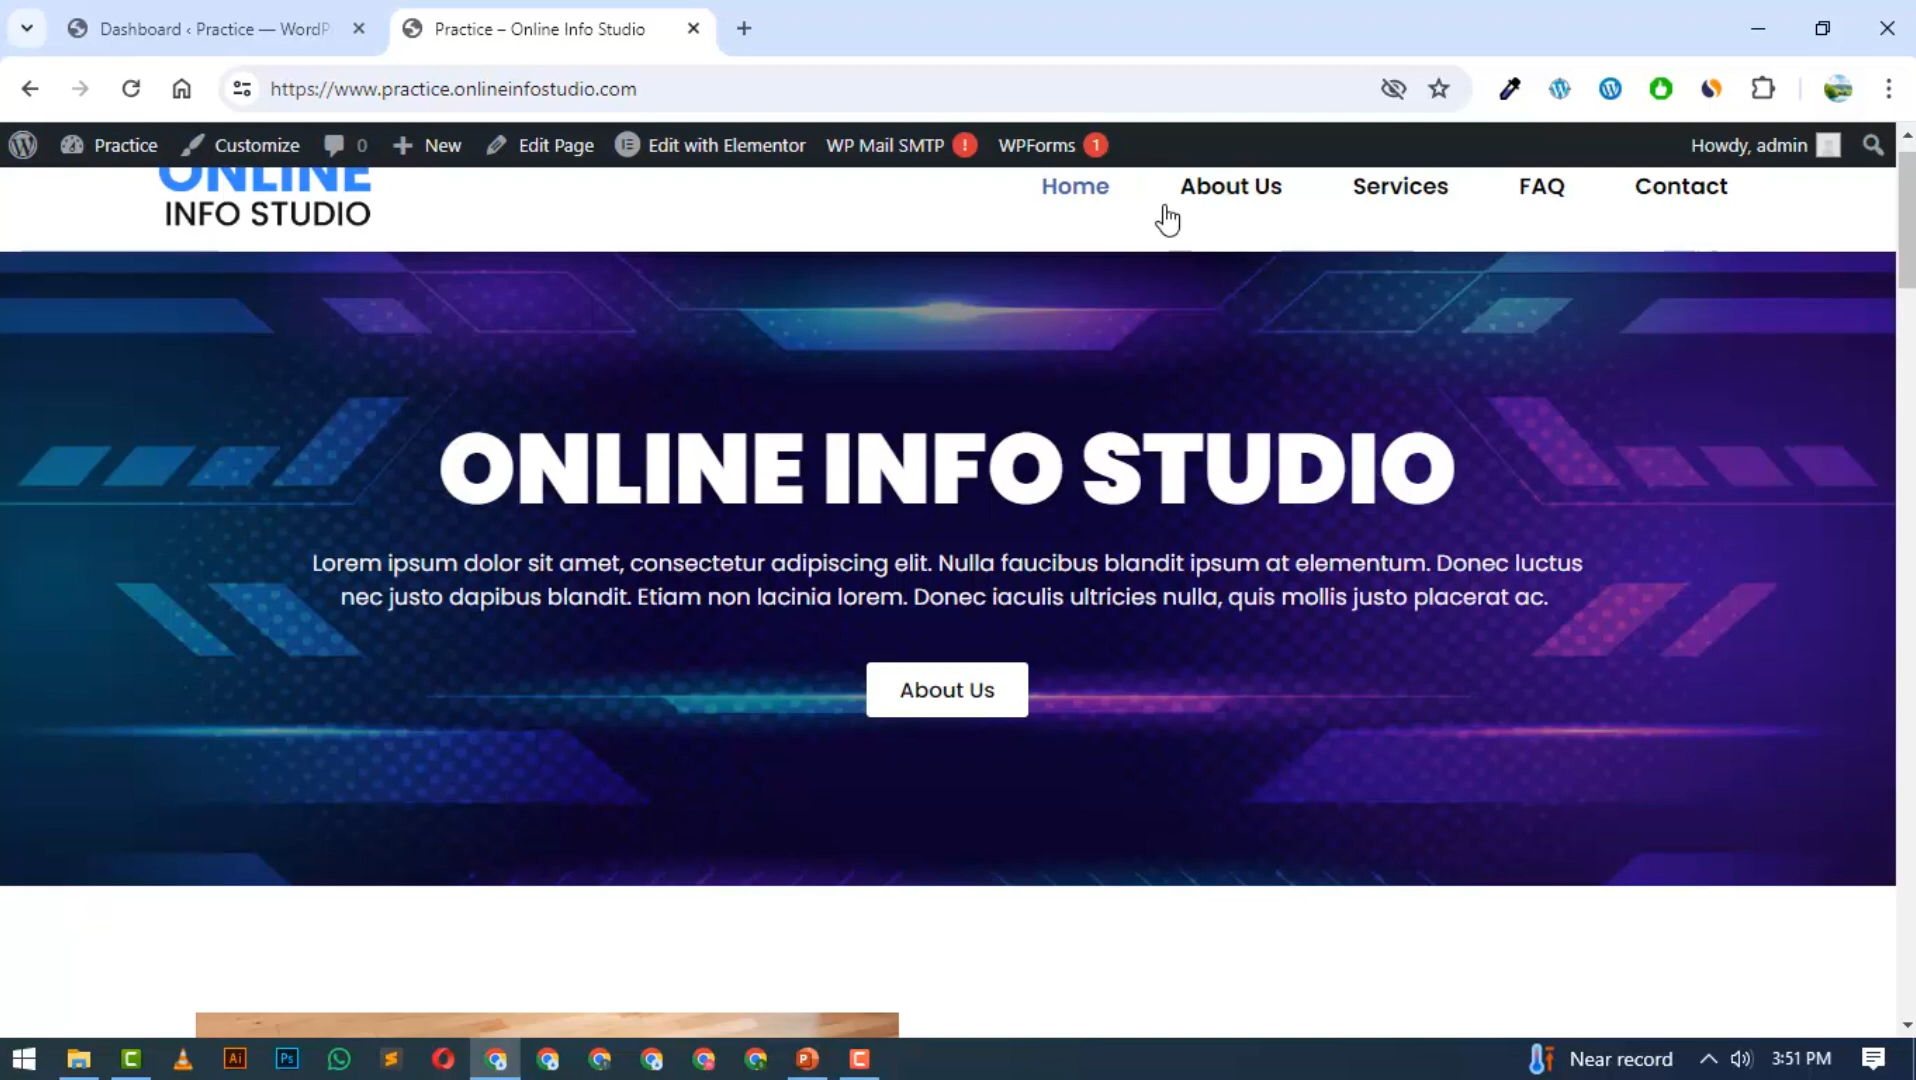 Dashboard ‹ Practice — WordP
Practice – Online Info Studio
https://www.practice.onlineinfostudio.com
Practice
Customize
0
New
Edit Page
Edit with Elementor
WP Mail SMTP !
WPForms 1
Howdy, admin
ONLINE
INFO STUDIO
Home
About Us
Services
FAQ
Contact
ONLINE INFO STUDIO
Lorem ipsum dolor sit amet, consectetur adipiscing elit. Nulla faucibus blandit ipsum at elementum. Donec luctus
nec justo dapibus blandit. Etiam non lacinia lorem. Donec iaculis ultricies nulla, quis mollis justo placerat ac.
About Us
Ai
Ps
Near record
3:51 PM